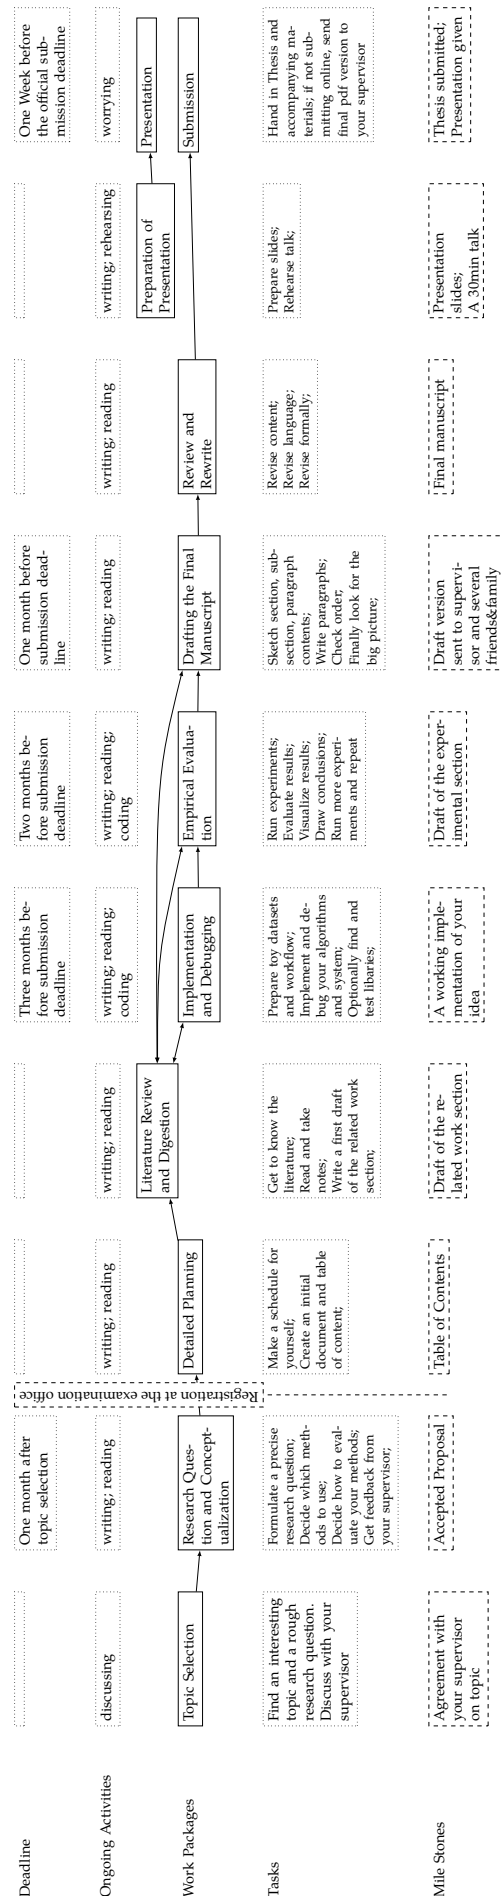 Deadline
One month after
topic selection
Three months be-
fore submission
deadline
Two months be-
fore submission
deadline
One month before
submission dead-
line
One Week before
the official sub-
mission deadline
Ongoing Activities
discussing
writing; reading
writing; reading
writing; reading
writing; reading;
coding
writing; reading;
coding
writing; reading
writing; reading
writing; rehearsing
worrying
Work Packages
Topic Selection
Research Ques-
tion and Concept-
ualization
Registration at the examination office
Detailed Planning
Literature Review
and Digestion
Implementation
and Debugging
Empirical Evalua-
tion
Drafting the Final
Manuscript
Review and
Rewrite
Preparation of
Presentation
Presentation
Submission
Tasks
Find an interesting
topic and a rough
research question.
Discuss with your
supervisor
Formulate a precise
research question;
Decide which meth-
ods to use;
Decide how to eval-
uate your methods;
Get feedback from
your supervisor;
Make a schedule for
yourself;
Create an initial
document and table
of content;
Get to know the
literature;
Read and take
notes;
Write a first draft
of the related work
section;
Prepare toy datasets
and workflow;
Implement and de-
bug your algorithms
and system;
Optionally find and
test libaries;
Run experiments;
Evaluate results;
Visualize results;
Draw condusions;
Run more experi-
ments and repeat
Sketch section, sub-
section, paragraph
contents;
Write paragraphs;
Check order;
Finally look for the
big picture;
Revise content;
Revise language;
Revise formally;
Prepare slides;
Rehearse talk;
Hand in Thesis and
accompanying ma-
terials; if not sub-
mitting online, send
final pdf version to
your supervisor
Mile Stones
Agreement with
your supervisor
on topic
Accepted Proposal
Table of Contents
Draft of the re-
lated work section
A working imple-
mentation of your
idea
Draft of the exper-
imental section
Draft version
sent to supervi-
sor and several
friends&family
Final manuscript
Presentation
slides;
A 30min talk
Thesis submitted;
Presentation given